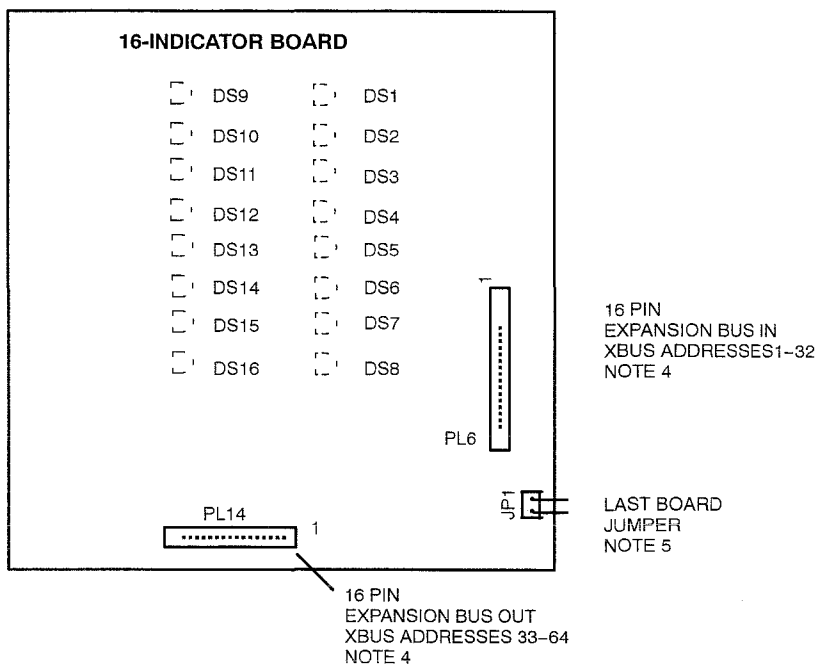 16-INDICATOR BOARD
DS9 DS1
DS10 DS2
DS11 DS3
DS12 DS4
DS13 DS5
DS14 DS6
DS15 DS7
DS16 DS8
1
PL6
16 PIN
EXPANSION BUS IN
XBUS ADDRESSES1–32
NOTE 4
JP1
LAST BOARD
JUMPER
NOTE 5
PL14
1
16 PIN
EXPANSION BUS OUT
XBUS ADDRESSES 33–64
NOTE 4